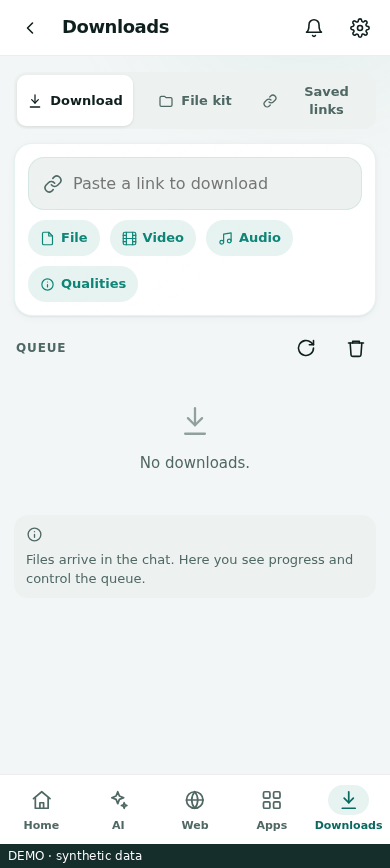 Downloads
Download
File kit
Saved
links
Paste a link to download
File
Video
Audio
Qualities
QUEUE
No downloads.
Files arrive in the chat. Here you see progress and
control the queue.
Home
AI
Web
Apps
Downloads
DEMO · synthetic data